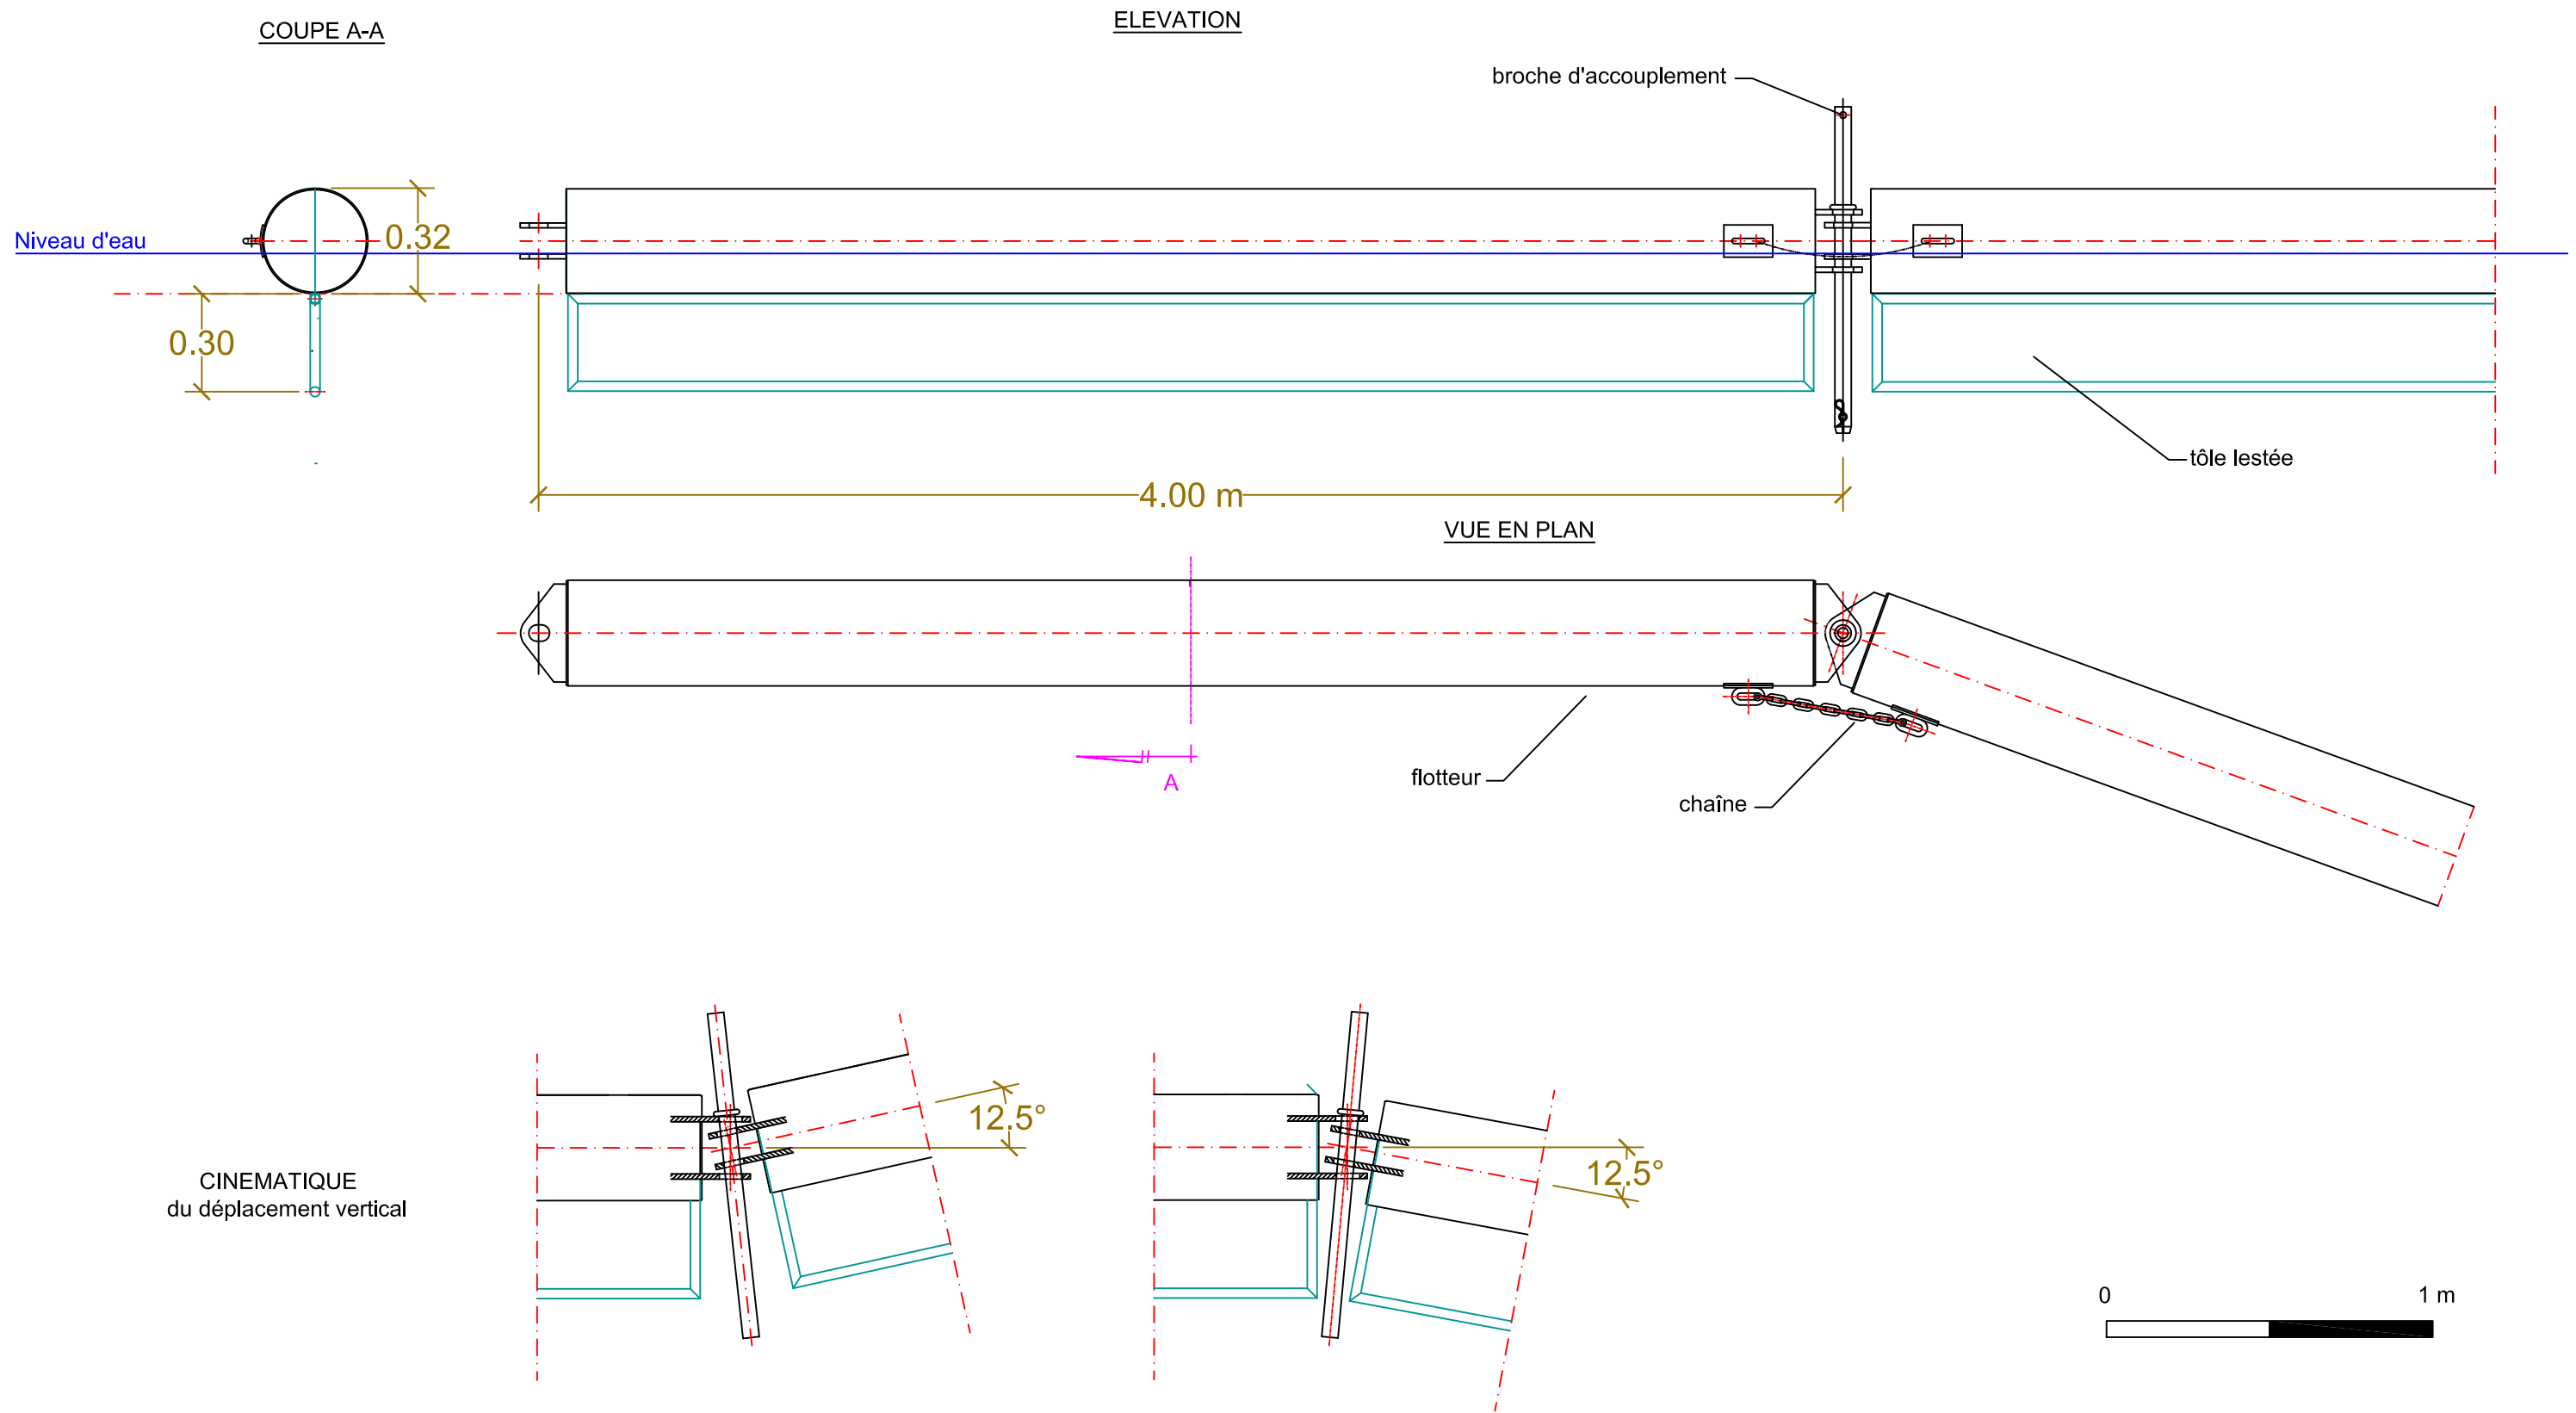 COUPE A-A
ELEVATION
broche d'accouplement
Niveau d'eau
0.32
0.30
tôle lestée
4.00 m
VUE EN PLAN
A
flotteur
chaîne
CINEMATIQUE
du déplacement vertical
12.5°
12.5°
0
1 m